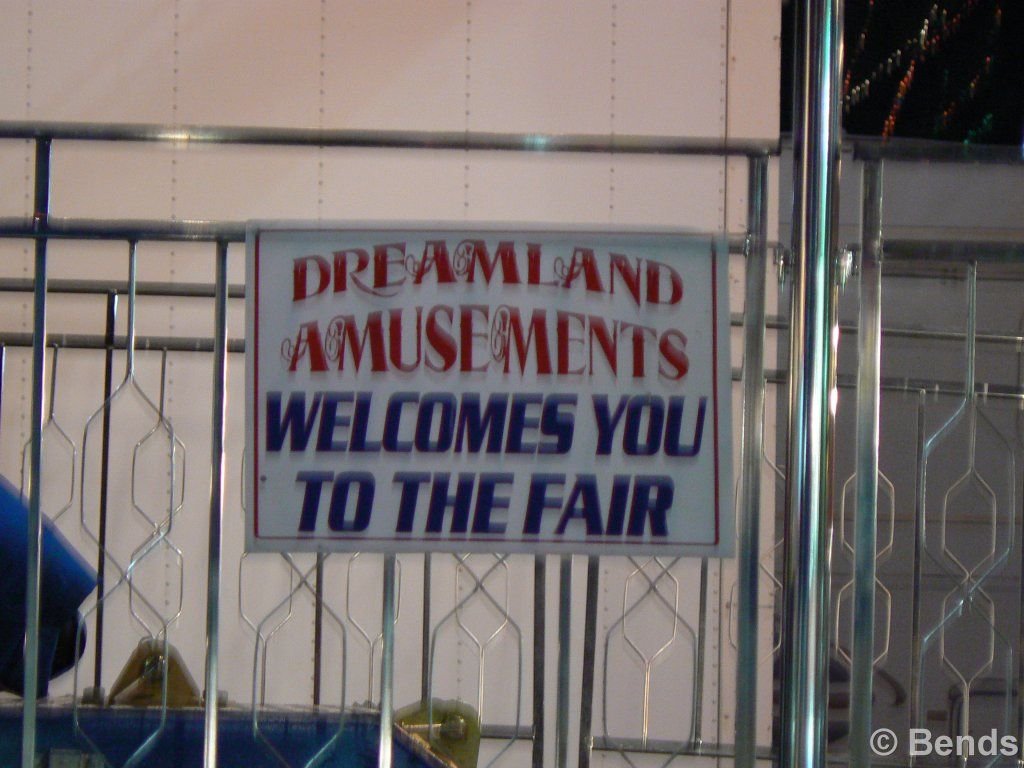 DREAMLAND
AMUSEMENTS
WELCOMES YOU
TO THE FAIR
© Bends